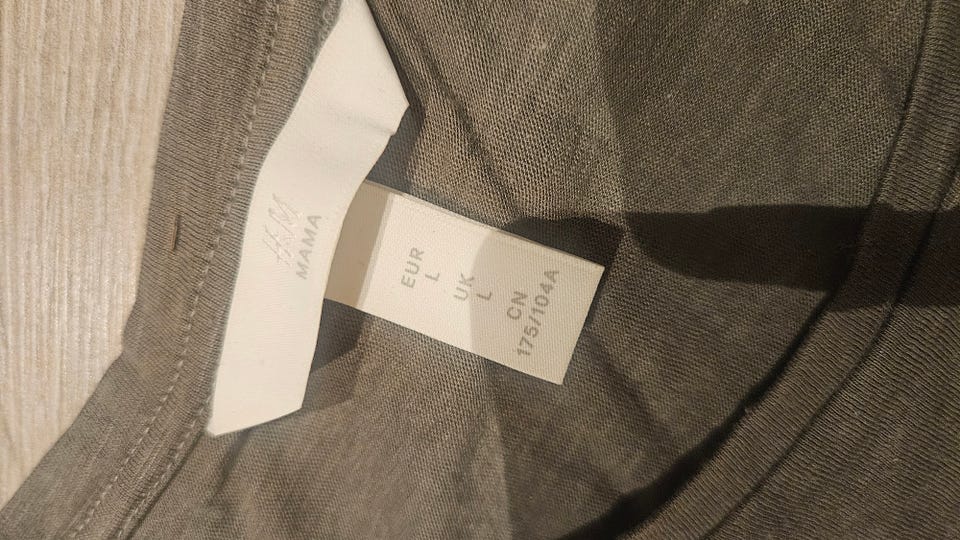 H&M
MAMA
EUR
L
UK
L
CN
175/104A